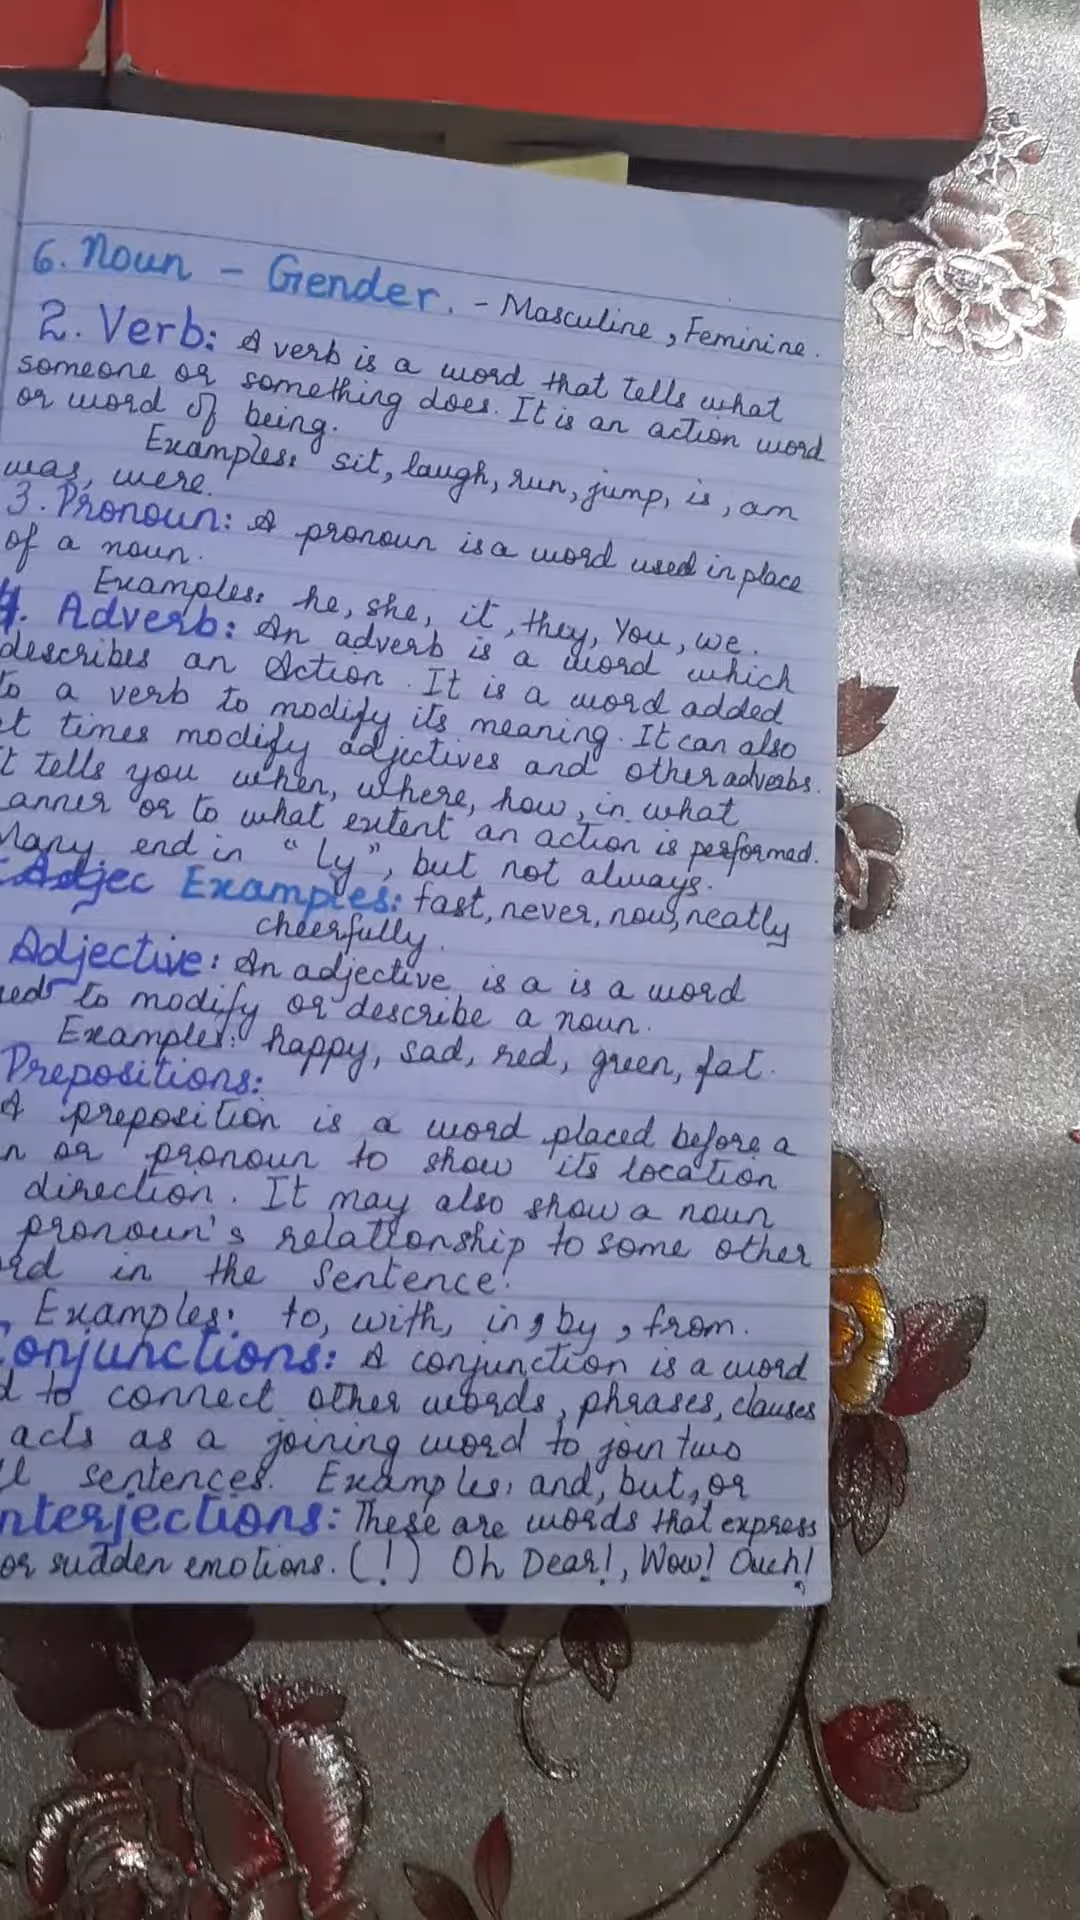 6. Noun - Gender. - Masculine, Feminine.
2. Verb: A verb is a word that tells what
someone or something does. It is an action word
or word of being.
Examples: sit, laugh, run, jump, is, am
was, were.
3. Pronoun: A pronoun is a word used in place
of a noun.
Examples: he, she, it, they, You, we.
4. Adverb: An adverb is a word which
describes an Action. It is a word added
to a verb to modify its meaning. It can also
t times modify adjectives and other adverbs.
t tells you when, where, how, in what
anner or to what extent an action is performed.
Many end in "ly", but not always.
Adjec Examples: fast, never, now, neatly
cheerfully.
Adjective: An adjective is a is a word
ed to modify or describe a noun.
Examples: happy, sad, red, green, fat.
Prepositions:
A preposition is a word placed before a
n or pronoun to show its location
direction. It may also show a noun
pronoun's relationship to some other
rd in the Sentence.
Examples: to, with, in, by, from.
Conjunctions: A conjunction is a word
d to connect other words, phrases, clauses
acts as a joining word to join two
ll sentences. Examples: and, but, or
nterjections: These are words that express
or sudden emotions. (!) Oh Dear!, Wow! Ouch!